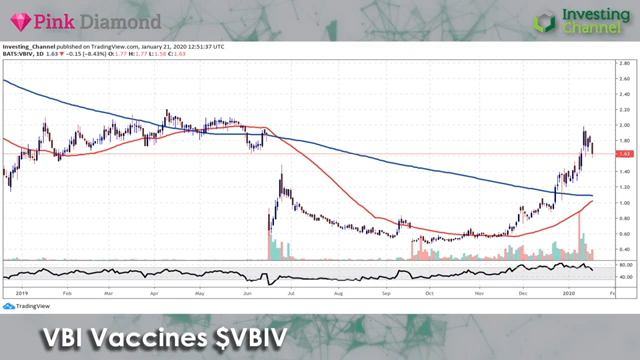 Pink Diamond
Investing
Channel
Investing_Channel published on TradingView.com, January 21, 2020 12:51:37 UTC
BATS:VBIV, 1D 1.63 ▼ −0.15 (−8.43%) O:1.77 H:1.77 L:1.58 C:1.63
2.80
2.60
2.40
2.20
2.00
1.80
1.63
1.40
1.20
1.00
0.80
0.60
0.40
80.00
40.00
2019 Feb Mar Apr May Jun Jul Aug Sep Oct Nov Dec 2020
TradingView
VBI Vaccines $VBIV